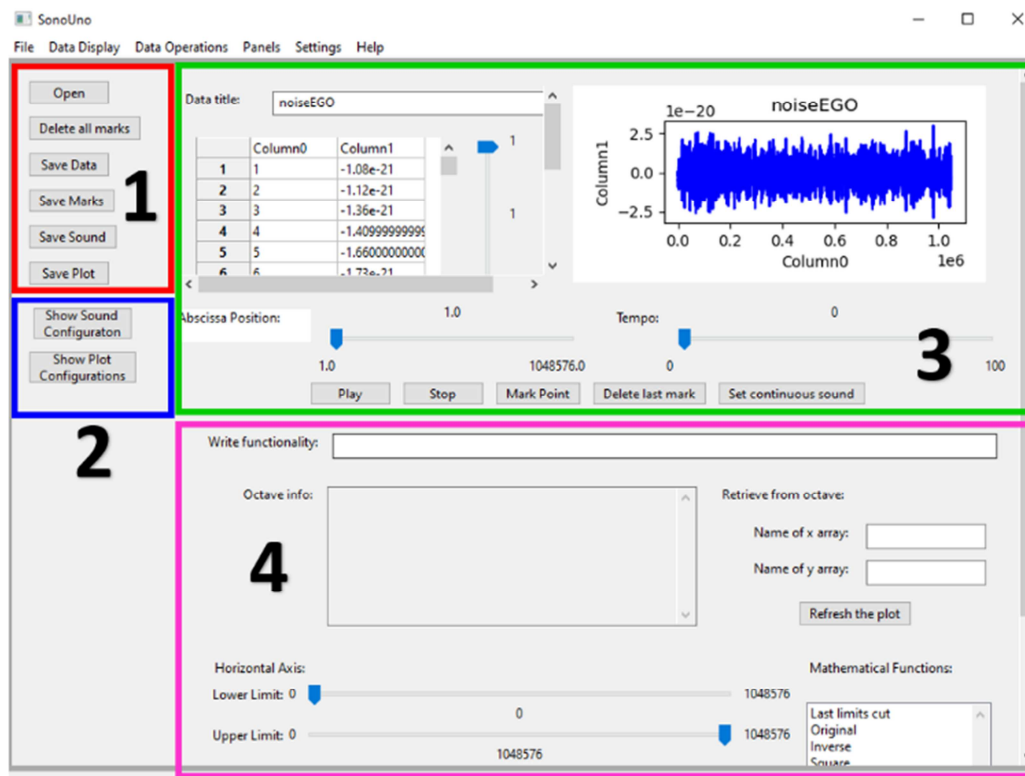 SonoUno
File Data Display Data Operations Panels Settings Help
Open
Delete all marks
Save Data
Save Marks
Save Sound
Save Plot
1
Show Sound
Configuraton
Show Plot
Configurations
2
Data title: noiseEGO
Column0 Column1
1 1 -1.08e-21
2 2 -1.12e-21
3 3 -1.36e-21
4 4 -1.40999999999
5 5 -1.66000000000
6 6 -1.73e-21
1
1
noiseEGO
1e−20
2.5
0.0
−2.5
Column1
0.0 0.2 0.4 0.6 0.8 1.0
Column0 1e6
Abscissa Position: 1.0
1.0 1048576.0
Tempo: 0
0 100
3
Play Stop Mark Point Delete last mark Set continuous sound
Write functionality:
Octave info:
4
Retrieve from octave:
Name of x array:
Name of y array:
Refresh the plot
Horizontal Axis:
Lower Limit: 0 1048576
0
Upper Limit: 0 1048576
1048576
Mathematical Functions:
Last limits cut
Original
Inverse
Square